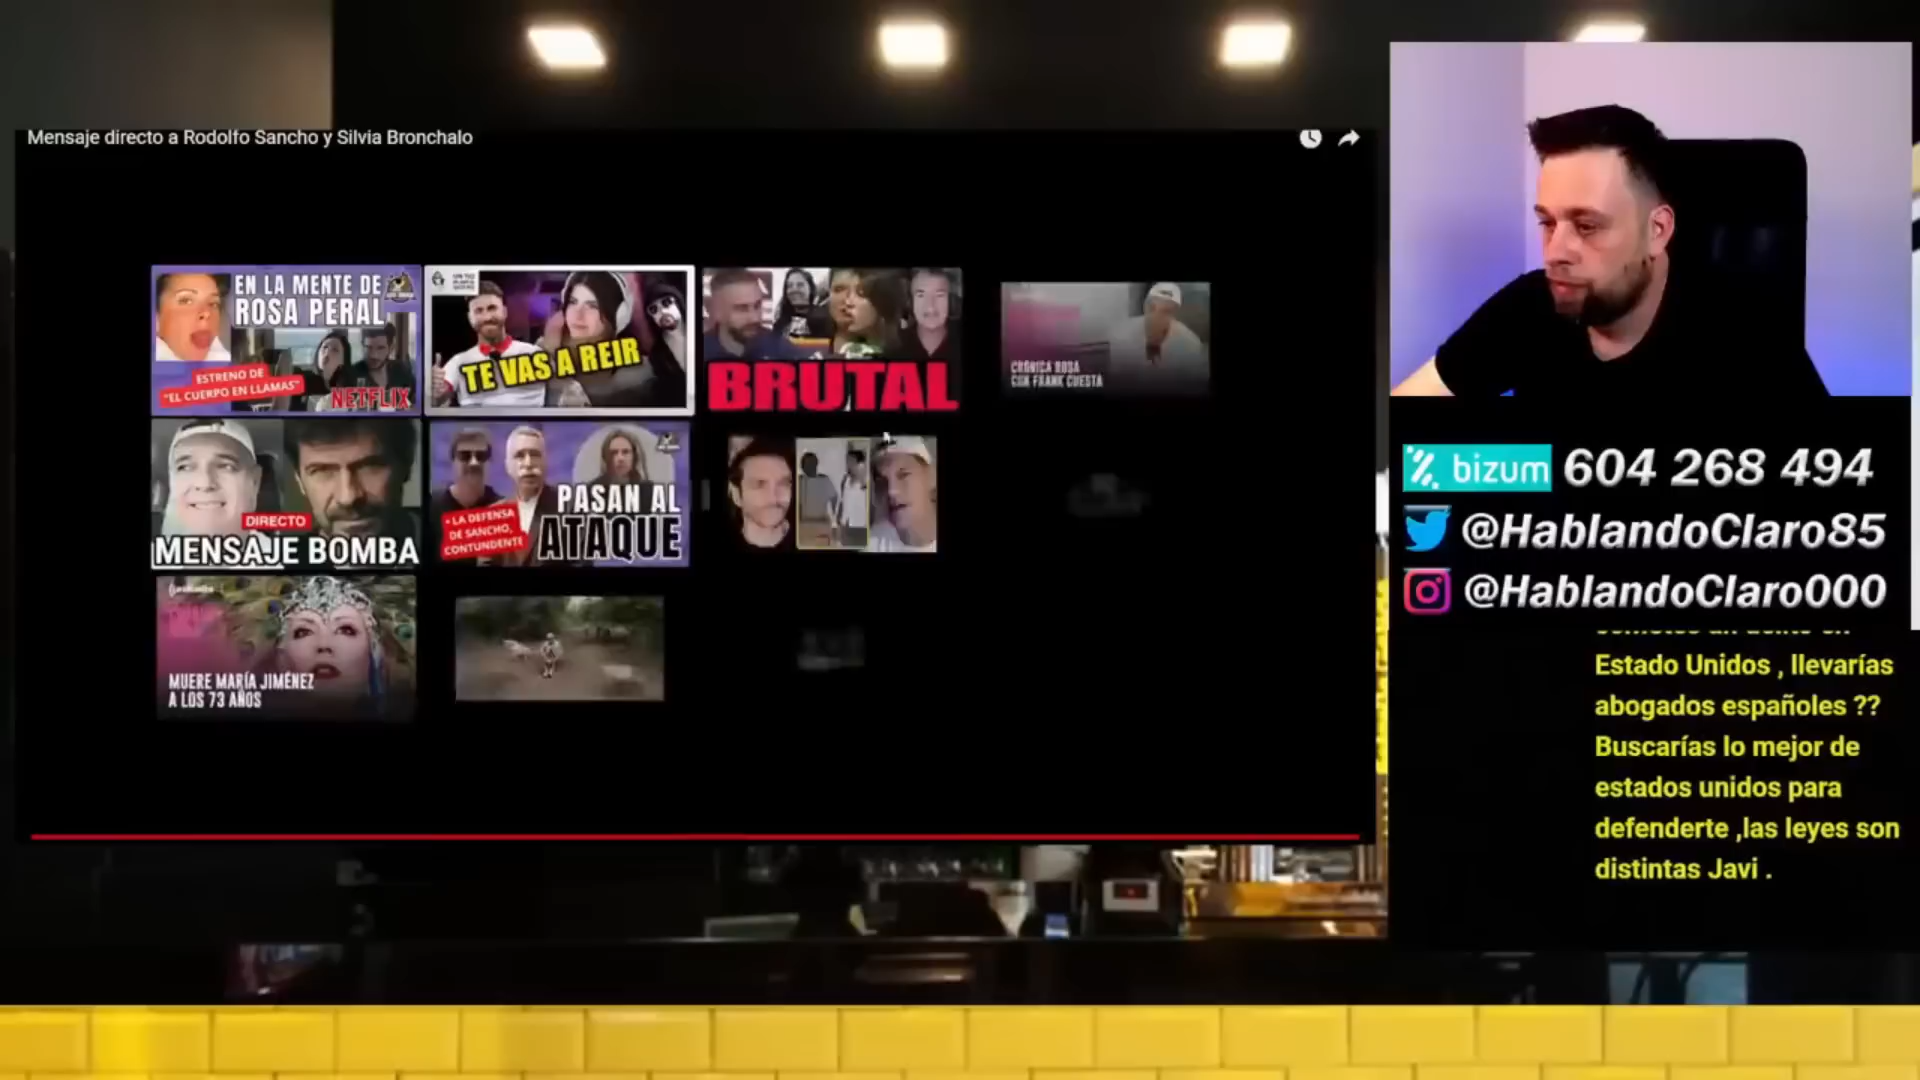 Mensaje directo a Rodolfo Sancho y Silvia Bronchalo
EN LA MENTE DE
ROSA PERAL
ESTRENO DE
"EL CUERPO EN LLAMAS"
NETFLIX
TE VAS A REIR
BRUTAL
CRÓNICA ROSA
CON FRANK CUESTA
DIRECTO
MENSAJE BOMBA
• LA DEFENSA
DE SANCHO,
CONTUNDENTE
PASAN AL
ATAQUE
MUERE MARÍA JIMÉNEZ
A LOS 73 AÑOS
bizum 604 268 494
@HablandoClaro85
@HablandoClaro000
Estado Unidos , llevarías
abogados españoles ??
Buscarías lo mejor de
estados unidos para
defenderte ,las leyes son
distintas Javi .